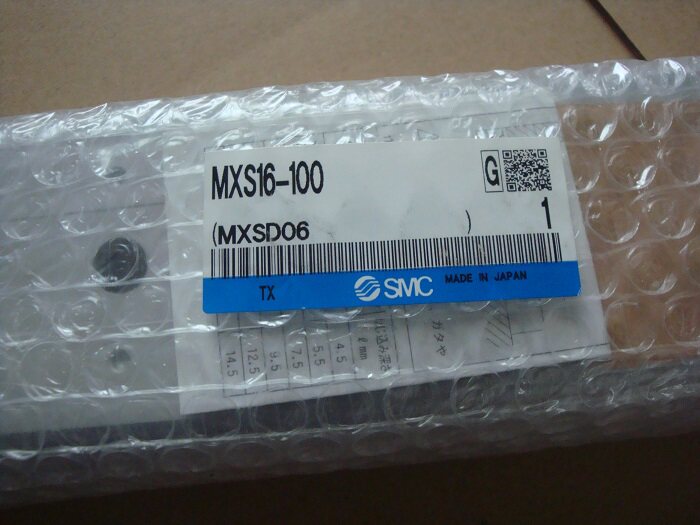 MXS16-100
G
(MXSD06 )
1
TX
SMC
MADE IN JAPAN
14.5
12.5
9.5
7.5
5.5
4.5
ℓ mm